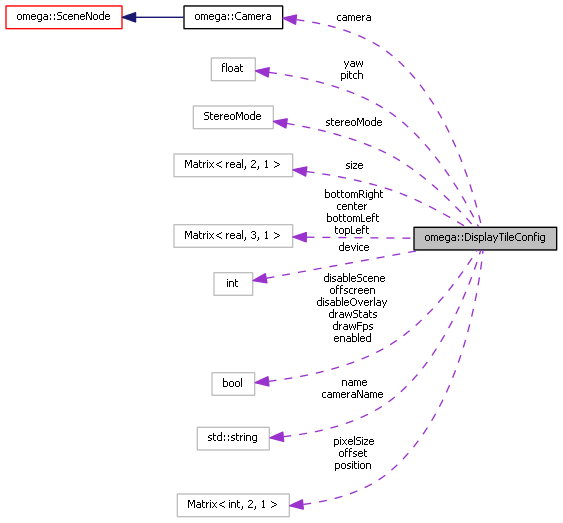 omega::SceneNode
omega::Camera
camera
float
yaw
pitch
StereoMode
stereoMode
Matrix< real, 2, 1 >
size
Matrix< real, 3, 1 >
bottomRight
center
bottomLeft
topLeft
omega::DisplayTileConfig
device
int
disableScene
offscreen
disableOverlay
drawStats
drawFps
enabled
bool
name
cameraName
std::string
pixelSize
offset
position
Matrix< int, 2, 1 >